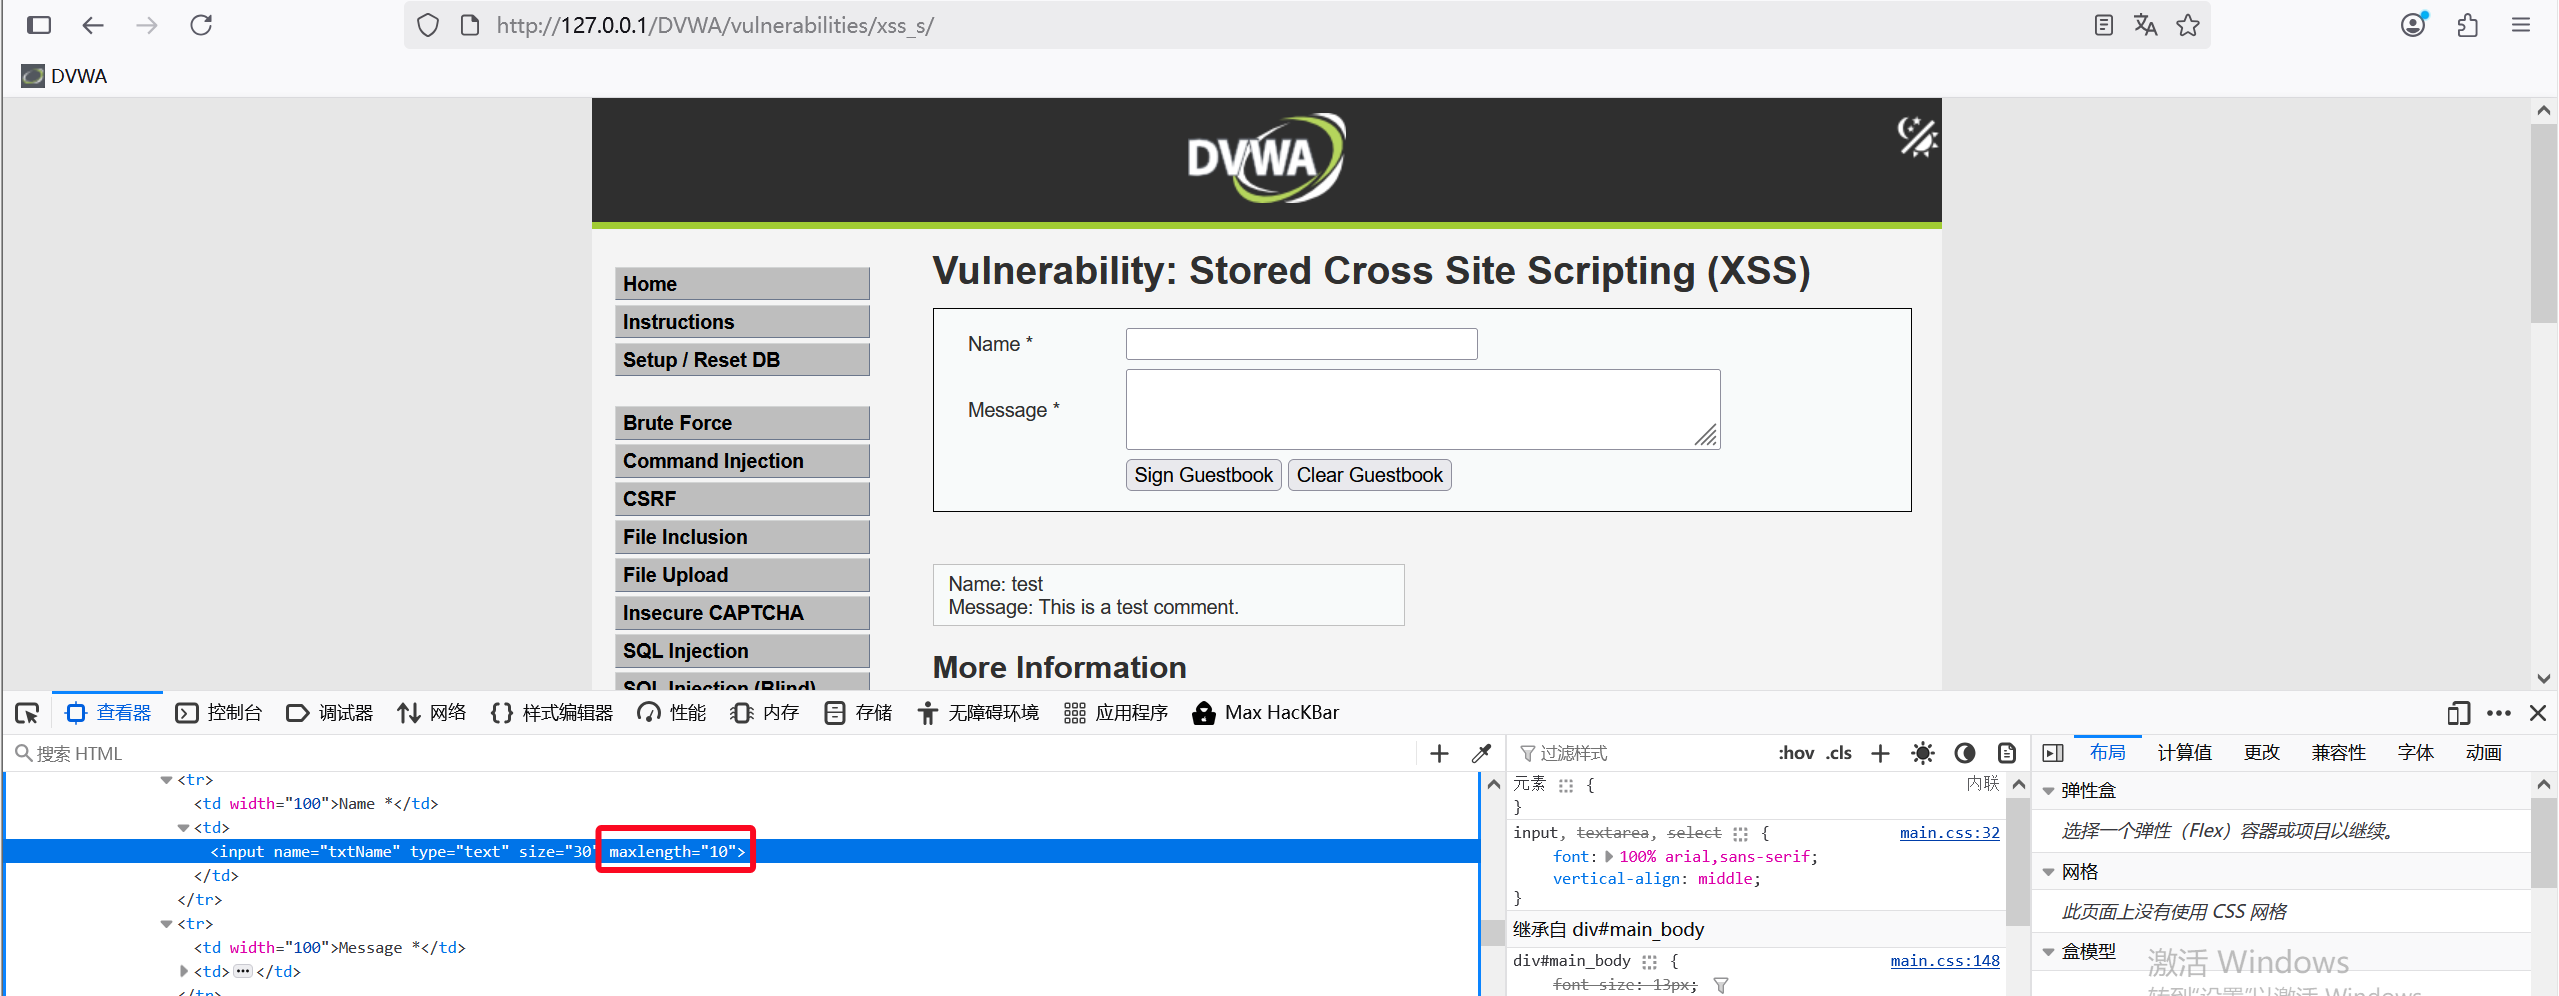 http://127.0.0.1/DVWA/vulnerabilities/xss_s/
DVWA
DVWA
Vulnerability: Stored Cross Site Scripting (XSS)
Home
Instructions
Setup / Reset DB
Brute Force
Command Injection
CSRF
File Inclusion
File Upload
Insecure CAPTCHA
SQL Injection
SQL Injection (Blind)
Name *
Message *
Sign Guestbook Clear Guestbook
Name: test
Message: This is a test comment.
More Information
查看器 控制台 调试器 网络 样式编辑器 性能 内存 存储 无障碍环境 应用程序 Max HacKBar
搜索 HTML
<tr>
<td width="100">Name *</td>
<td>
<input name="txtName" type="text" size="30" maxlength="10">
</td>
</tr>
<tr>
<td width="100">Message *</td>
<td>…</td>
</tr>
过滤样式 :hov .cls
元素 { 内联
}
input, textarea, select { main.css:32
font: 100% arial,sans-serif;
vertical-align: middle;
}
继承自 div#main_body
div#main_body { main.css:148
font-size: 13px;
布局 计算值 更改 兼容性 字体 动画
弹性盒
选择一个弹性（Flex）容器或项目以继续。
网格
此页面上没有使用 CSS 网格
盒模型
激活 Windows
转到"设置"以激活 Windows